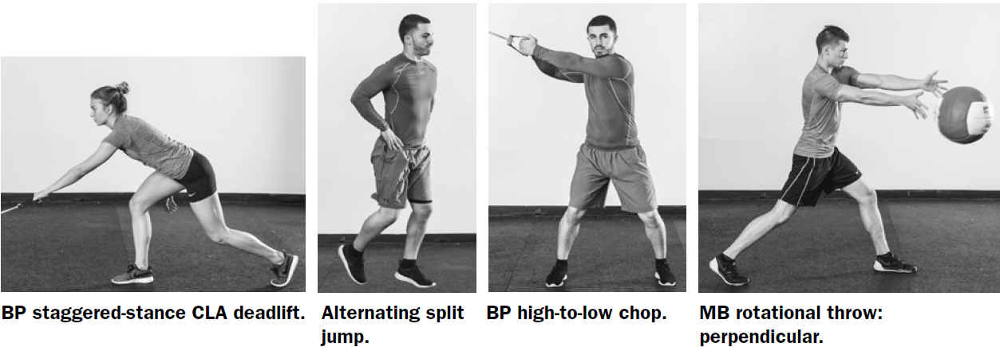 BP staggered-stance CLA deadlift.
Alternating split
jump.
BP high-to-low chop.
MB rotational throw:
perpendicular.